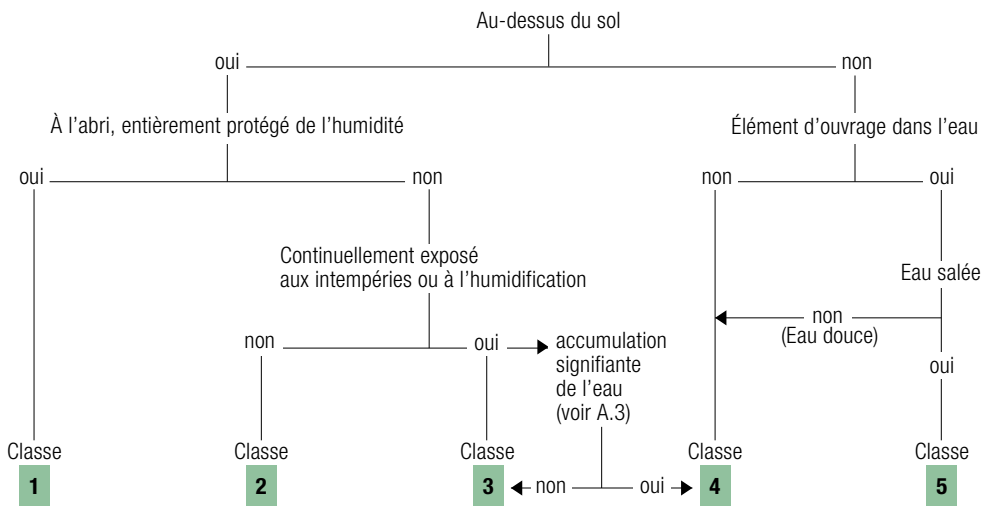 Au-dessus du sol
oui
non
À l'abri, entièrement protégé de l'humidité
Élément d'ouvrage dans l'eau
oui
non
non
oui
Continuellement exposé
aux intempéries ou à l'humidification
Eau salée
non
(Eau douce)
non
oui
accumulation
signifiante
de l'eau
(voir A.3)
oui
Classe
Classe
Classe
Classe
Classe
1
2
3
non
oui
4
5